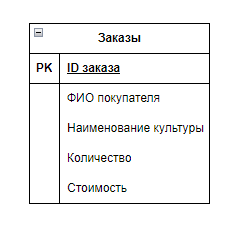 Заказы
PK ID заказа
ФИО покупателя
Наименование культуры
Количество
Стоимость